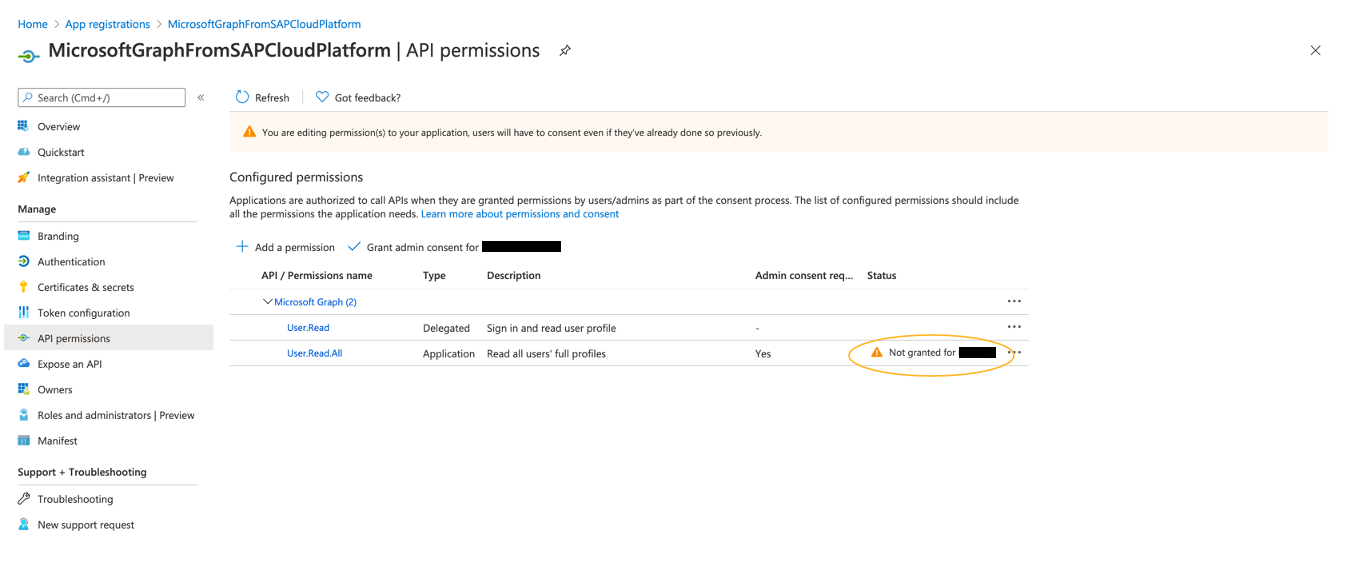 Home > App registrations > MicrosoftGraphFromSAPCloudPlatform
MicrosoftGraphFromSAPCloudPlatform | API permissions
Search (Cmd+/)
«
Overview
Quickstart
Integration assistant | Preview
Manage
Branding
Authentication
Certificates & secrets
Token configuration
API permissions
Expose an API
Owners
Roles and administrators | Preview
Manifest
Support + Troubleshooting
Troubleshooting
New support request
Refresh | Got feedback?
You are editing permission(s) to your application, users will have to consent even if they've already done so previously.
Configured permissions
Applications are authorized to call APIs when they are granted permissions by users/admins as part of the consent process. The list of configured permissions should include
all the permissions the application needs. Learn more about permissions and consent
Add a permission Grant admin consent for
API / Permissions name Type Description Admin consent req... Status
Microsoft Graph (2) ...
User.Read Delegated Sign in and read user profile - ...
User.Read.All Application Read all users' full profiles Yes Not granted for ...